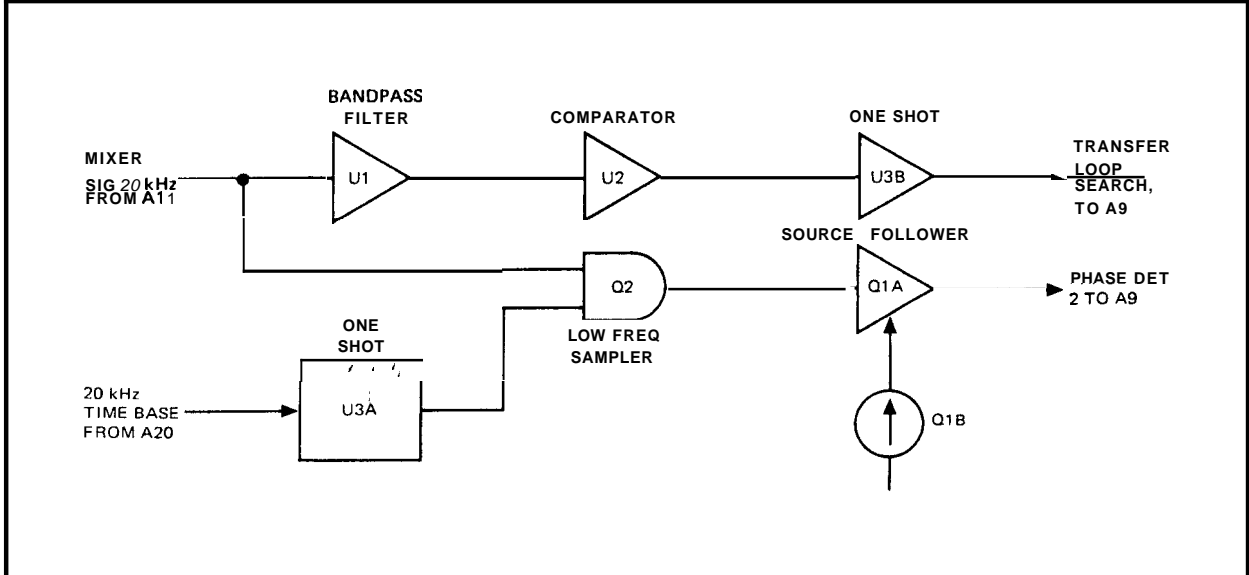 BANDPASS
FILTER
COMPARATOR
ONE SHOT
MIXER
SIG 20 kHz
FROM A11
U1
U2
U3B
TRANSFER
LOOP
SEARCH,
TO A9
SOURCE FOLLOWER
Q2
Q1A
PHASE DET
2 TO A9
LOW FREQ
SAMPLER
ONE
SHOT
20 kHz
TIME BASE
FROM A20
U3A
Q1B